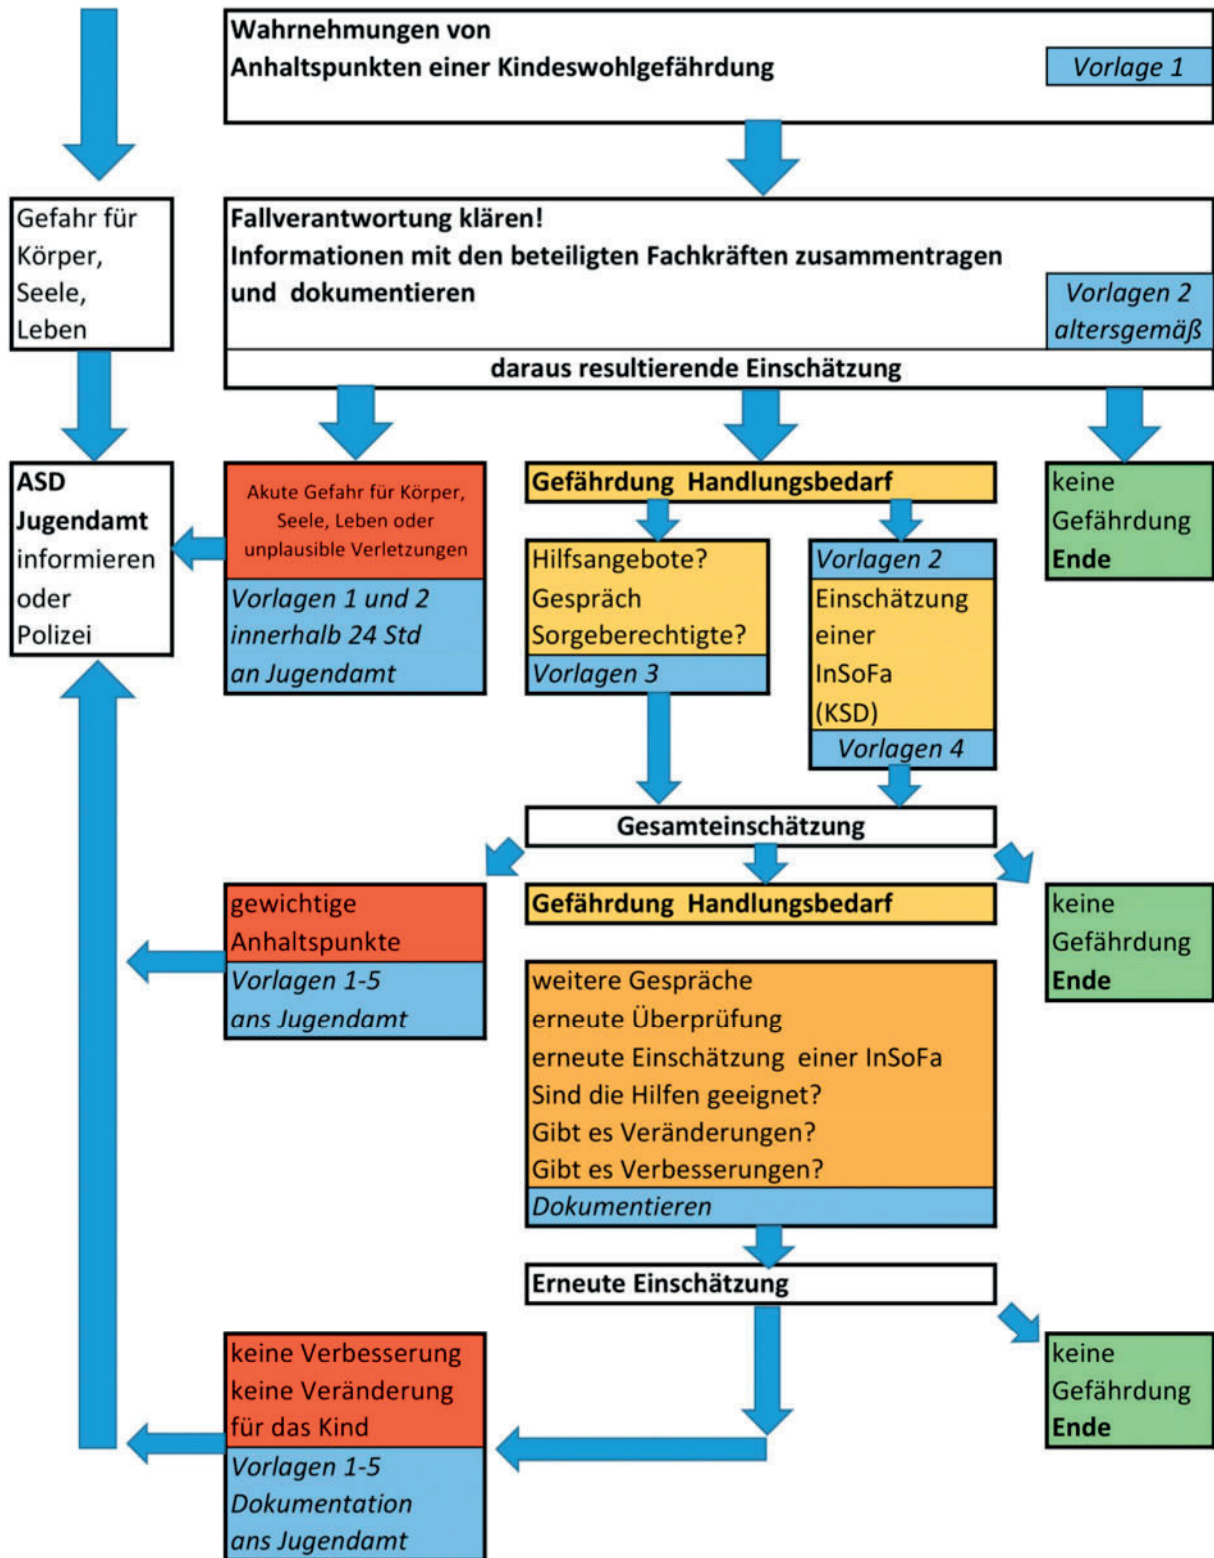 Wahrnehmungen von
Anhaltspunkten einer Kindeswohlgefährdung
Vorlage 1
Gefahr für
Körper,
Seele,
Leben
Fallverantwortung klären!
Informationen mit den beteiligten Fachkräften zusammentragen
und dokumentieren
Vorlagen 2
altersgemäß
daraus resultierende Einschätzung
ASD
Jugendamt
informieren
oder
Polizei
Akute Gefahr für Körper,
Seele, Leben oder
unplausible Verletzungen
Vorlagen 1 und 2
innerhalb 24 Std
an Jugendamt
Gefährdung Handlungsbedarf
Hilfsangebote?
Gespräch
Sorgeberechtigte?
Vorlagen 3
Vorlagen 2
Einschätzung
einer
InSoFa
(KSD)
Vorlagen 4
keine
Gefährdung
Ende
Gesamteinschätzung
gewichtige
Anhaltspunkte
Vorlagen 1-5
ans Jugendamt
Gefährdung Handlungsbedarf
keine
Gefährdung
Ende
weitere Gespräche
erneute Überprüfung
erneute Einschätzung einer InSoFa
Sind die Hilfen geeignet?
Gibt es Veränderungen?
Gibt es Verbesserungen?
Dokumentieren
Erneute Einschätzung
keine Verbesserung
keine Veränderung
für das Kind
Vorlagen 1-5
Dokumentation
ans Jugendamt
keine
Gefährdung
Ende